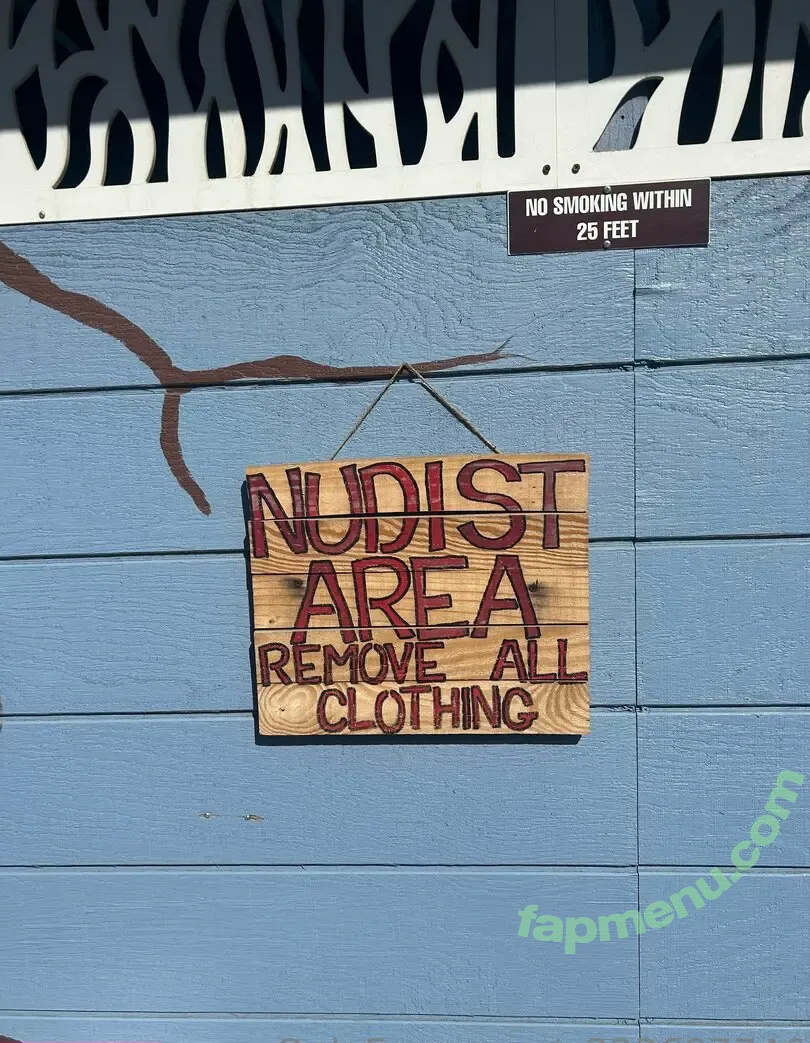 NO SMOKING WITHIN
25 FEET
NUDIST
AREA
REMOVE ALL
CLOTHING
fapmenu.com